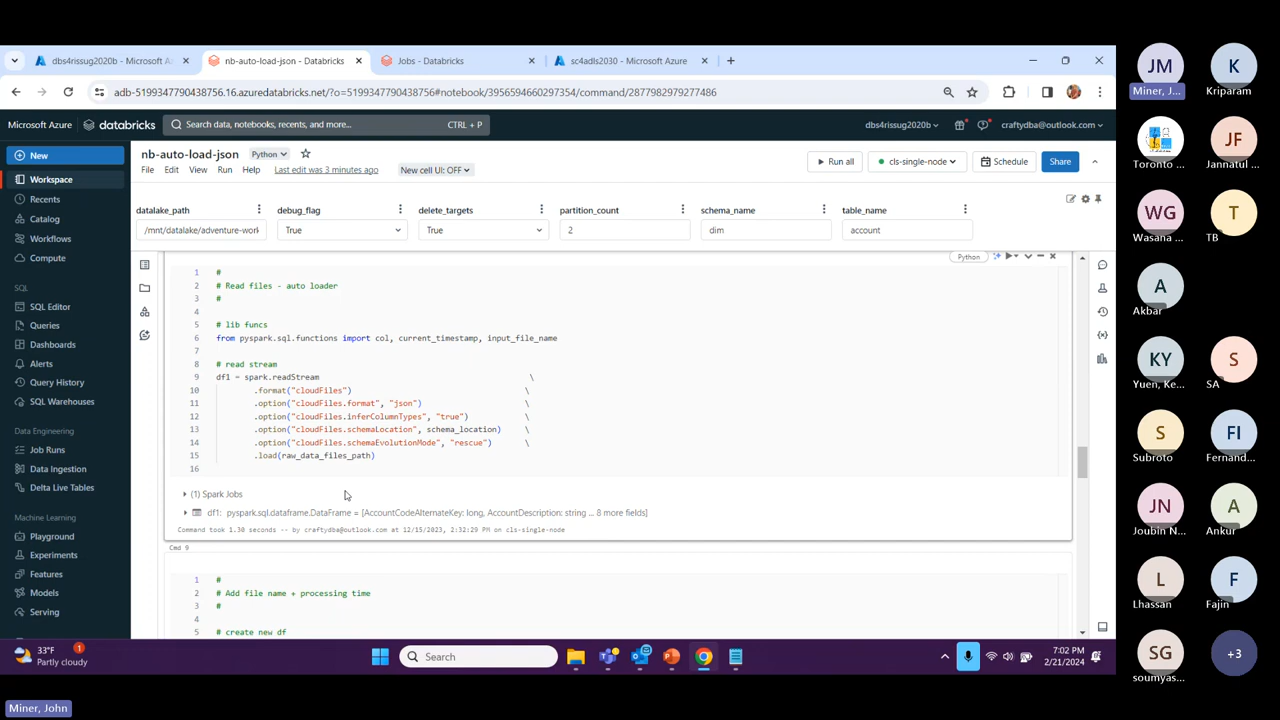 dbs4rissug2020b - Microsoft A
nb-auto-load-json - Databricks
Jobs - Databricks
sc4adls2030 - Microsoft Azure
adb-5199347790438756.16.azuredatabricks.net/?o=5199347790438756#notebook/3956594660297354/command/2877982979277486
Microsoft Azure
databricks
Search data, notebooks, recents, and more...
CTRL + P
dbs4rissug2020b
craftydba@outlook.com
New
Workspace
Recents
Catalog
Workflows
Compute
SQL
SQL Editor
Queries
Dashboards
Alerts
Query History
SQL Warehouses
Data Engineering
Job Runs
Data Ingestion
Delta Live Tables
Machine Learning
Playground
Experiments
Features
Models
Serving
nb-auto-load-json
Python
File Edit View Run Help
Last edit was 3 minutes ago
New cell UI: OFF
Run all
cls-single-node
Schedule
Share
datalake_path debug_flag delete_targets partition_count schema_name table_name
/mnt/datalake/adventure-work True True 2 dim account
Python
1 #
2 # Read files - auto loader
3 #
4
5 # lib funcs
6 from pyspark.sql.functions import col, current_timestamp, input_file_name
7
8 # read stream
9 df1 = spark.readStream \
10 .format("cloudFiles") \
11 .option("cloudFiles.format", "json") \
12 .option("cloudFiles.inferColumnTypes", "true") \
13 .option("cloudFiles.schemaLocation", schema_location) \
14 .option("cloudFiles.schemaEvolutionMode", "rescue") \
15 .load(raw_data_files_path)
16
(1) Spark Jobs
df1: pyspark.sql.dataframe.DataFrame = [AccountCodeAlternateKey: long, AccountDescription: string ... 8 more fields]
Command took 1.30 seconds -- by craftydba@outlook.com at 12/15/2023, 2:32:29 PM on cls-single-node
Cmd 9
1 #
2 # Add file name + processing time
3 #
4
5 # create new df
33°F
Partly cloudy
1
Search
7:02 PM
2/21/2024
Miner, John
JM
Miner, J...
K
Kriparam
Toronto ...
JF
Jannatul ...
WG
Wasana ...
T
TB
A
Akbar
KY
Yuen, Ke...
S
SA
S
Subroto
FI
Fernand...
JN
Joubin N...
A
Ankur
L
Lhassan
F
Fajin
SG
soumyas...
+3